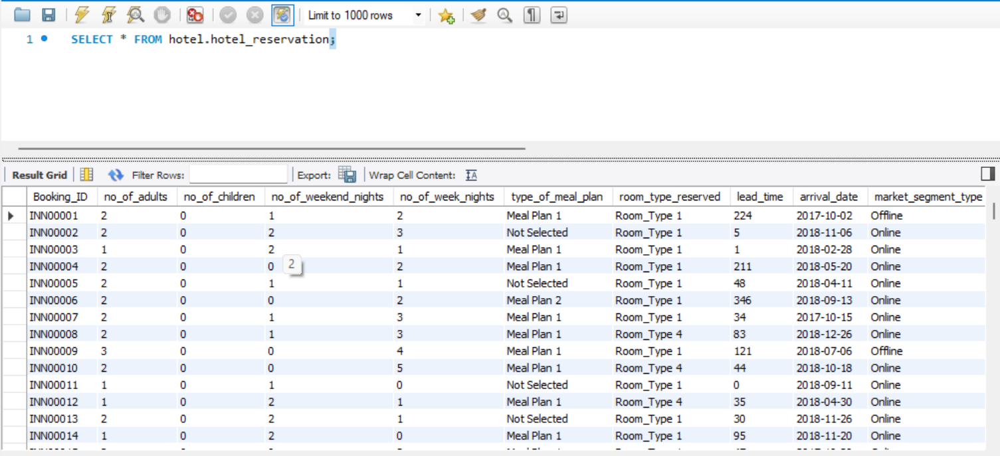 Limit to 1000 rows
1 SELECT * FROM hotel.hotel_reservation;
Result Grid Filter Rows: Export: Wrap Cell Content: IA
Booking_ID no_of_adults no_of_children no_of_weekend_nights no_of_week_nights type_of_meal_plan room_type_reserved lead_time arrival_date market_segment_type
INN00001 2 0 1 2 Meal Plan 1 Room_Type 1 224 2017-10-02 Offline
INN00002 2 0 2 3 Not Selected Room_Type 1 5 2018-11-06 Online
INN00003 1 0 2 1 Meal Plan 1 Room_Type 1 1 2018-02-28 Online
INN00004 2 0 0 2 2 Meal Plan 1 Room_Type 1 211 2018-05-20 Online
INN00005 2 0 1 1 Not Selected Room_Type 1 48 2018-04-11 Online
INN00006 2 0 0 2 Meal Plan 2 Room_Type 1 346 2018-09-13 Online
INN00007 2 0 1 3 Meal Plan 1 Room_Type 1 34 2017-10-15 Online
INN00008 2 0 1 3 Meal Plan 1 Room_Type 4 83 2018-12-26 Online
INN00009 3 0 0 4 Meal Plan 1 Room_Type 1 121 2018-07-06 Offline
INN00010 2 0 0 5 Meal Plan 1 Room_Type 4 44 2018-10-18 Online
INN00011 1 0 1 0 Not Selected Room_Type 1 0 2018-09-11 Online
INN00012 1 0 2 1 Meal Plan 1 Room_Type 4 35 2018-04-30 Online
INN00013 2 0 2 1 Not Selected Room_Type 1 30 2018-11-26 Online
INN00014 1 0 2 0 Meal Plan 1 Room_Type 1 95 2018-11-20 Online